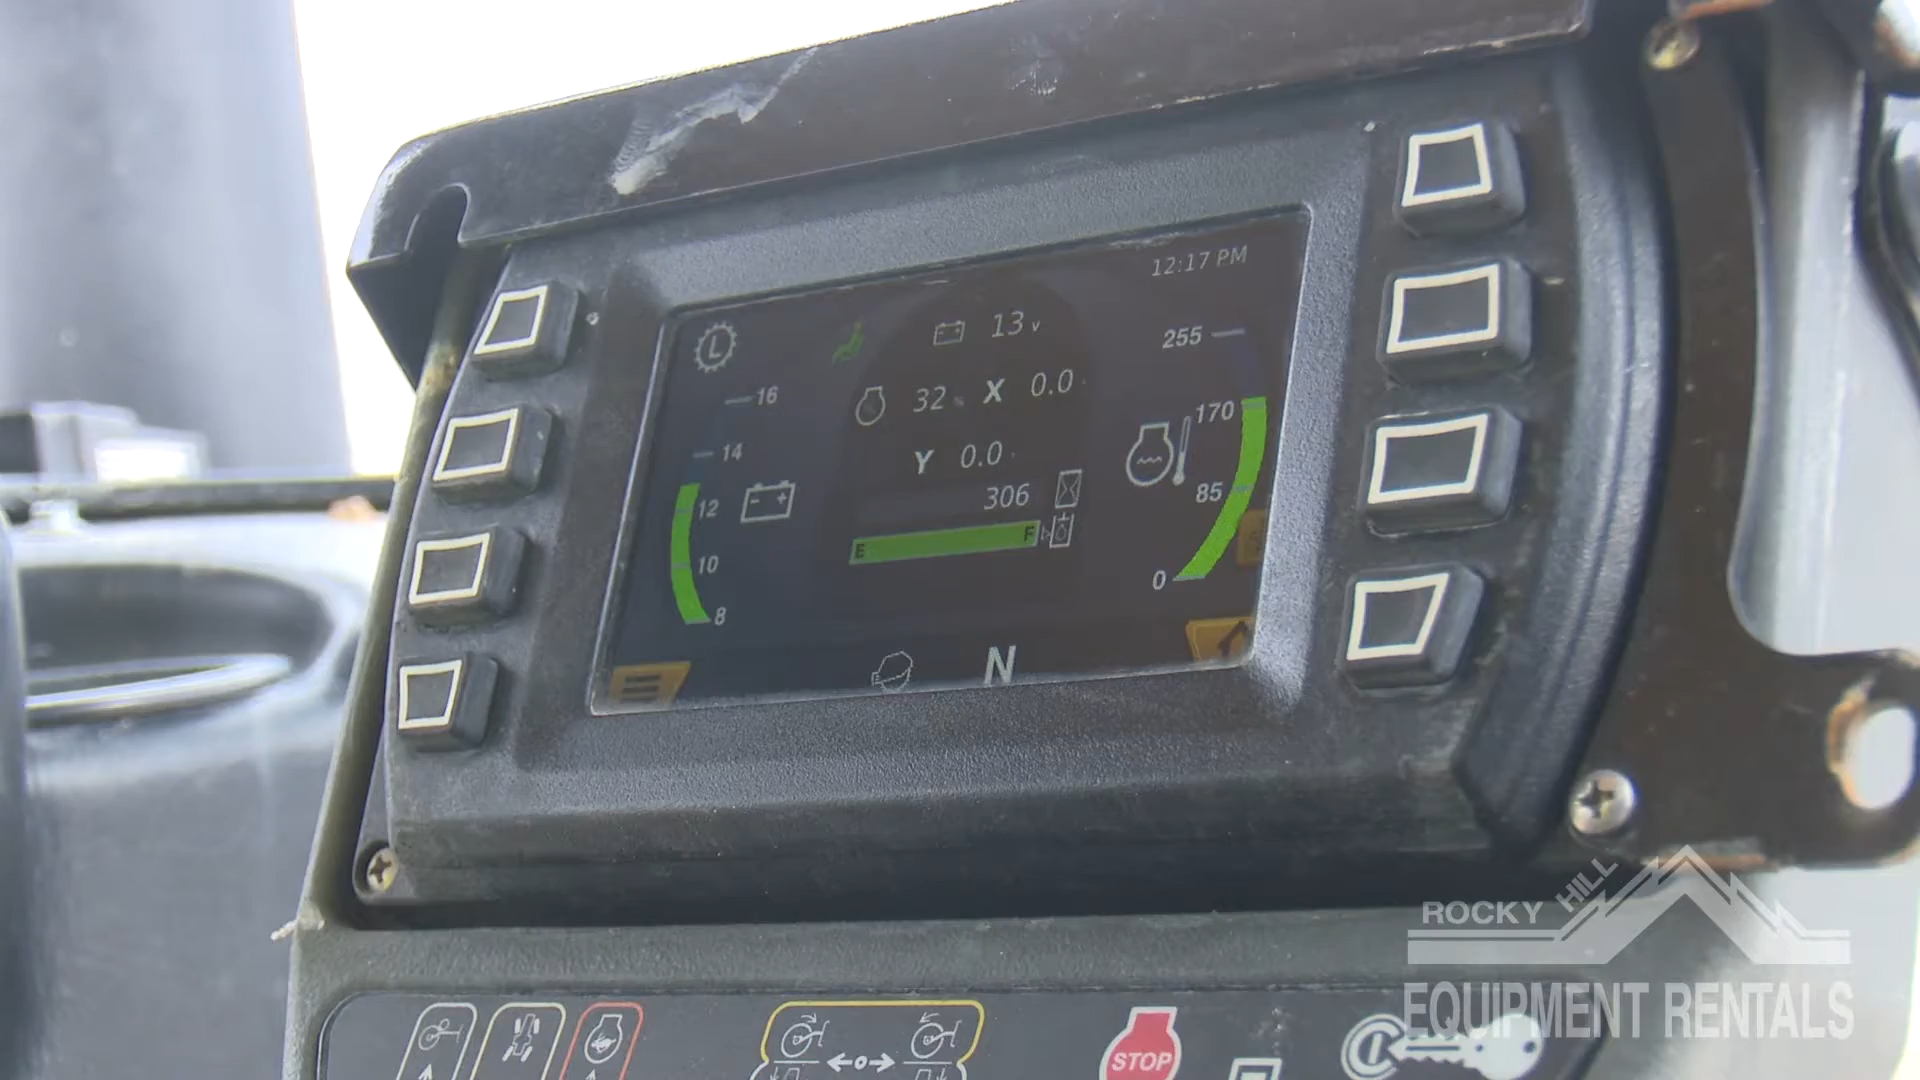 12:17 PM
L
13 v
255
16
32 % X 0.0
170
14
Y 0.0
12
306
85
E F
10
0
8
N
STOP
ROCKY HILL
EQUIPMENT RENTALS